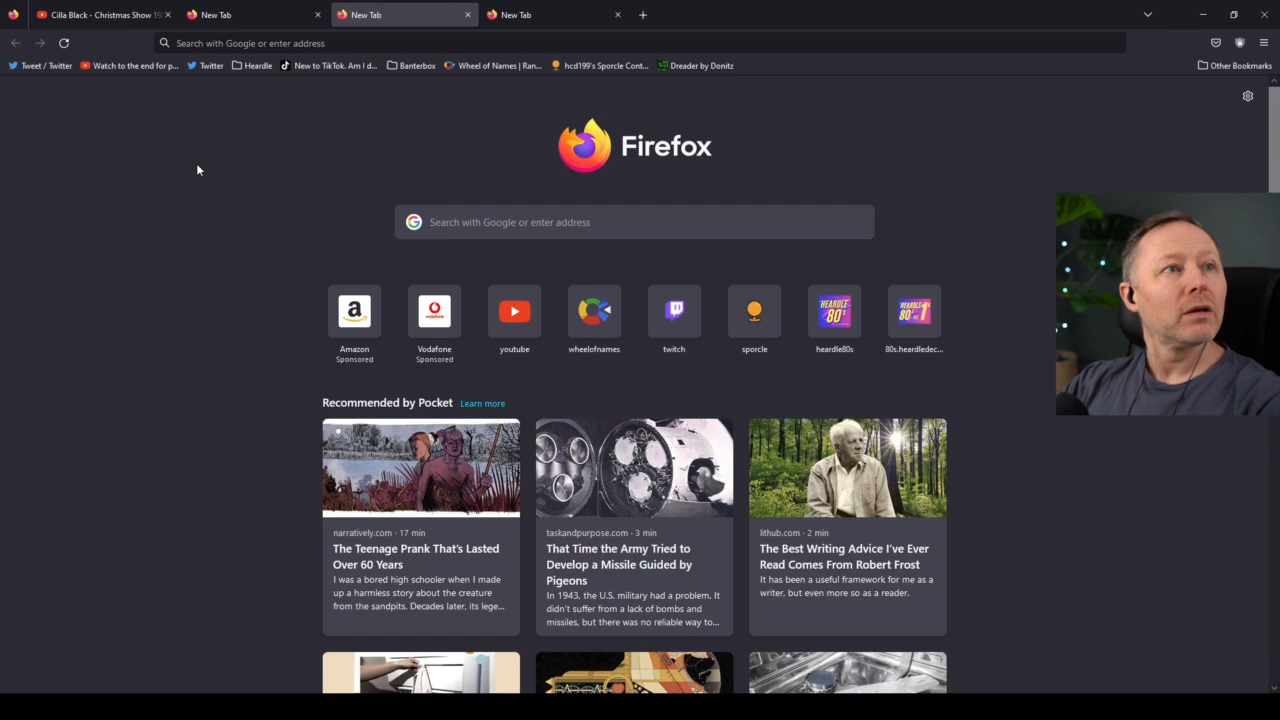 Cilla Black - Christmas Show 19
New Tab
New Tab
New Tab
Search with Google or enter address
Tweet / Twitter
Watch to the end for p...
Twitter
Heardle
New to TikTok. Am I d...
Banterbox
Wheel of Names | Ran...
hcd199's Sporcle Cont...
Dreader by Donitz
Other Bookmarks
Firefox
Search with Google or enter address
Amazon
Sponsored
Vodafone
Sponsored
youtube
wheelofnames
twitch
sporcle
HEARDLE
80'S
heardle80s
HEARDLE
80.heardledec...
Recommended by Pocket
Learn more
narratively.com · 17 min
The Teenage Prank That's Lasted
Over 60 Years
I was a bored high schooler when I made
up a harmless story about the creature
from the sandpits. Decades later, its lege...
taskandpurpose.com · 3 min
That Time the Army Tried to
Develop a Missile Guided by
Pigeons
In 1943, the U.S. military had a problem. It
didn't suffer from a lack of bombs and
missiles, but there was no reliable way to...
lithub.com · 2 min
The Best Writing Advice I've Ever
Read Comes From Robert Frost
It has been a useful framework for me as a
writer, but even more so as a reader.